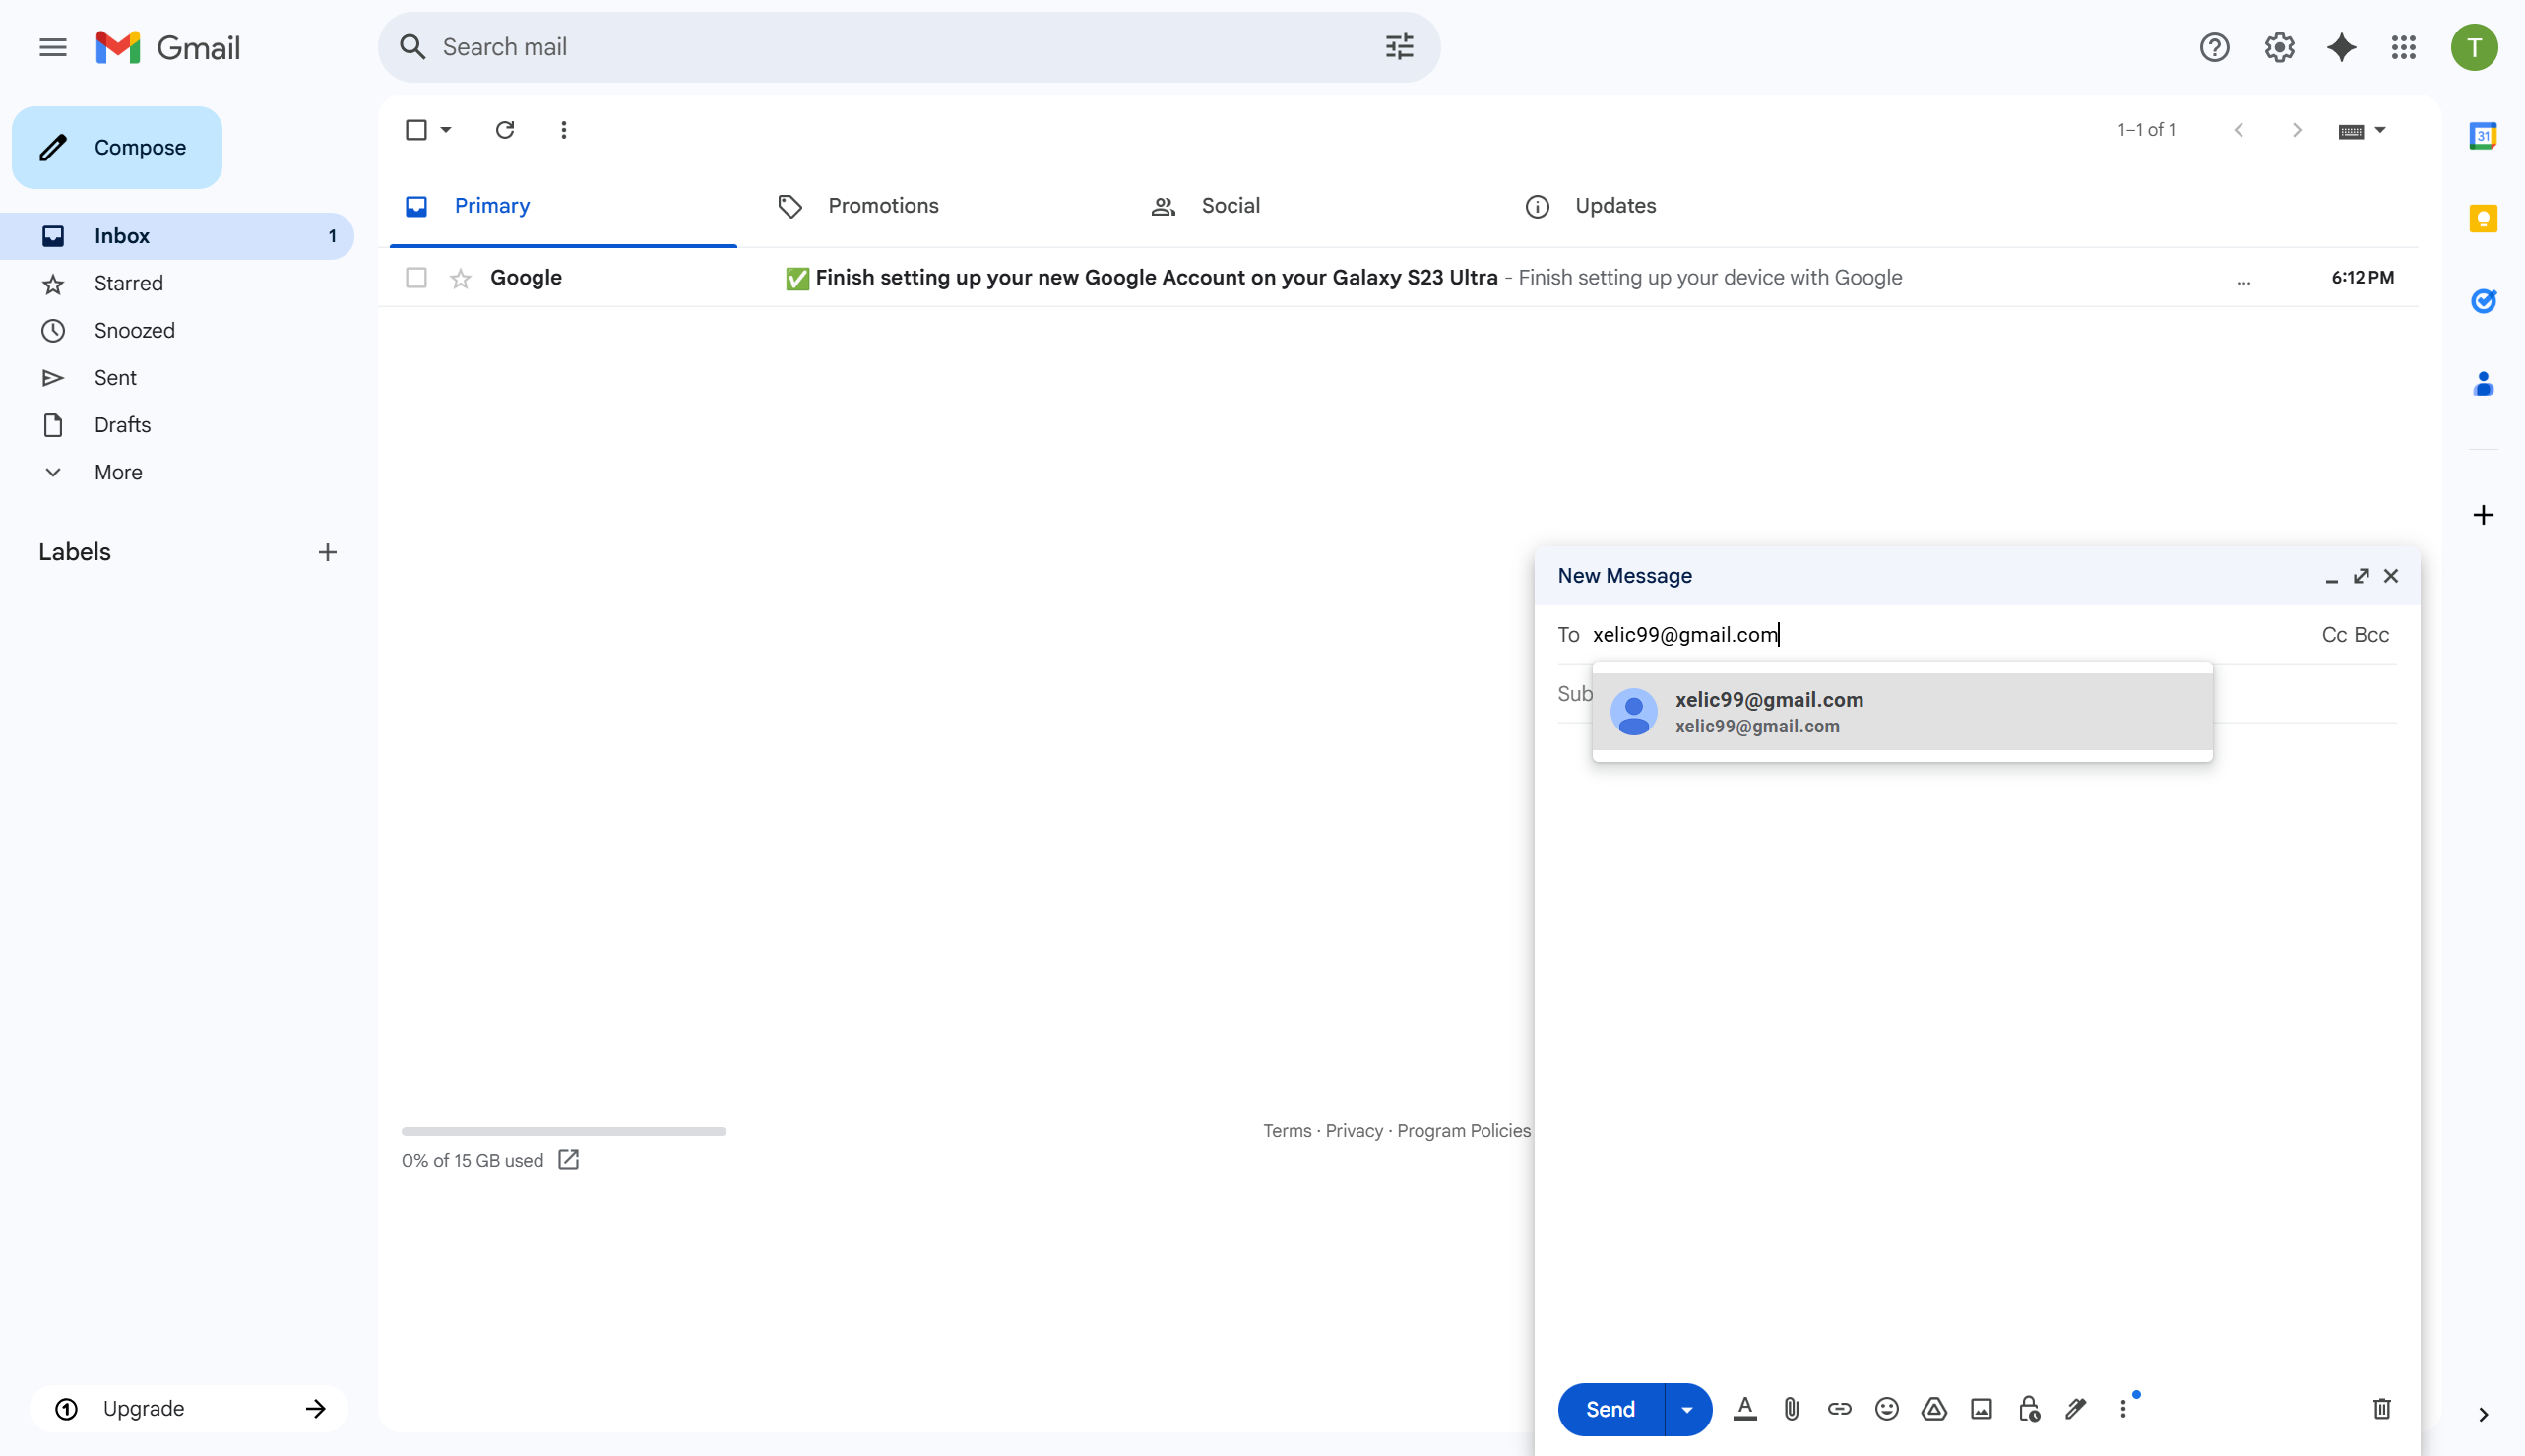 Gmail
Search mail
T
Compose
1–1 of 1
31
Primary
Promotions
Social
Updates
Inbox
1
Google
✅ Finish setting up your new Google Account on your Galaxy S23 Ultra - Finish setting up your device with Google
...
6:12 PM
Starred
Snoozed
Sent
Drafts
More
Labels
New Message
To xelic99@gmail.com
Cc Bcc
Sub
xelic99@gmail.com
xelic99@gmail.com
Terms · Privacy · Program Policies
0% of 15 GB used
Upgrade
Send